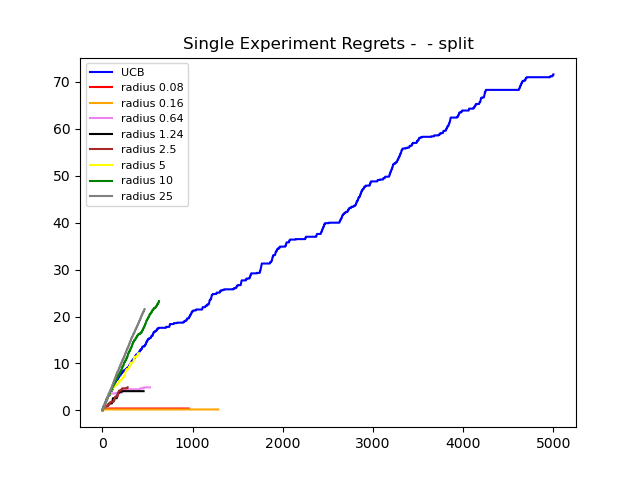 Single Experiment Regrets -  - split
UCB
radius 0.08
radius 0.16
radius 0.64
radius 1.24
radius 2.5
radius 5
radius 10
radius 25
70
60
50
40
30
20
10
0
0 1000 2000 3000 4000 5000